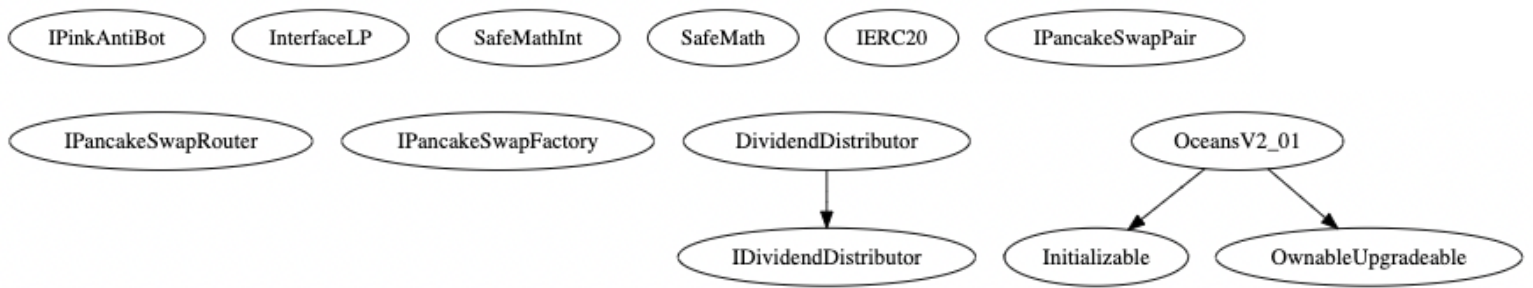 IPinkAntiBot
InterfaceLP
SafeMathInt
SafeMath
IERC20
IPancakeSwapPair
IPancakeSwapRouter
IPancakeSwapFactory
DividendDistributor
OceansV2_01
IDividendDistributor
Initializable
OwnableUpgradeable